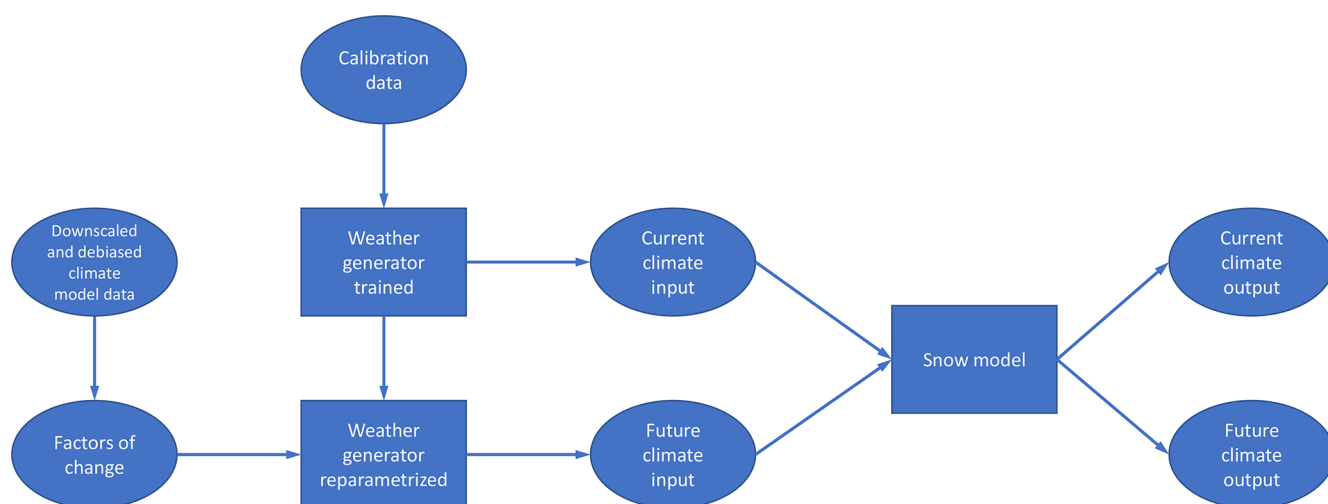 Calibration
data
Downscaled
and debiased
climate
model data
Weather
generator
trained
Current
climate
input
Current
climate
output
Snow model
Factors of
change
Weather
generator
reparametrized
Future
climate
input
Future
climate
output